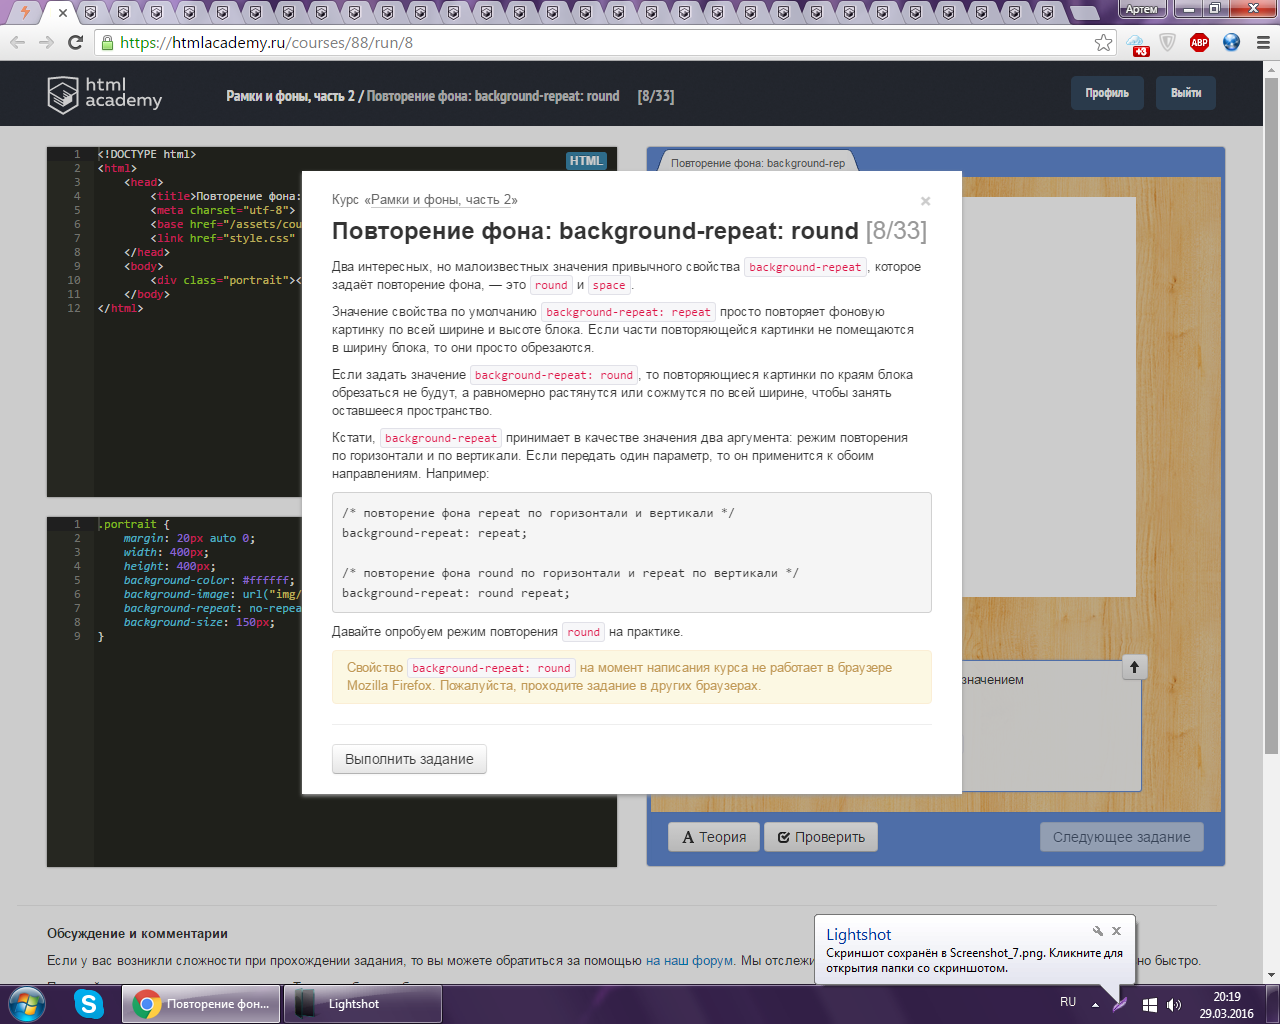 Артем
https://htmlacademy.ru/courses/88/run/8
+3
ABP
html
academy
Рамки и фоны, часть 2 / Повторение фона: background-repeat: round [8/33]
Профиль
Выйти
1 <!DOCTYPE html>
2 <html>
3 <head>
4 <title>Повторение фона:
5 <meta charset="utf-8">
6 <base href="/assets/cou
7 <link href="style.css"
8 </head>
9 <body>
10 <div class="portrait"><
11 </body>
12 </html>
HTML
Повторение фона: background-rep
Курс «Рамки и фоны, часть 2»
×
Повторение фона: background-repeat: round [8/33]
Два интересных, но малоизвестных значения привычного свойства background-repeat, которое
задаёт повторение фона, — это round и space.
Значение свойства по умолчанию background-repeat: repeat просто повторяет фоновую
картинку по всей ширине и высоте блока. Если части повторяющейся картинки не помещаются
в ширину блока, то они просто обрезаются.
Если задать значение background-repeat: round, то повторяющиеся картинки по краям блока
обрезаться не будут, а равномерно растянутся или сожмутся по всей ширине, чтобы занять
оставшееся пространство.
Кстати, background-repeat принимает в качестве значения два аргумента: режим повторения
по горизонтали и по вертикали. Если передать один параметр, то он применится к обоим
направлениям. Например:
/* повторение фона repeat по горизонтали и вертикали */
background-repeat: repeat;
/* повторение фона round по горизонтали и repeat по вертикали */
background-repeat: round repeat;
Давайте опробуем режим повторения round на практике.
Свойство background-repeat: round на момент написания курса не работает в браузере
Mozilla Firefox. Пожалуйста, проходите задание в других браузерах.
Выполнить задание
1 .portrait {
2 margin: 20px auto 0;
3 width: 400px;
4 height: 400px;
5 background-color: #ffffff;
6 background-image: url("img/
7 background-repeat: no-repea
8 background-size: 150px;
9 }
значением
Теория
Проверить
Следующее задание
Обсуждение и комментарии
Если у вас возникли сложности при прохождении задания, то вы можете обратиться за помощью на наш форум. Мы отслежи
но быстро.
Lightshot
Скриншот сохранён в Screenshot_7.png. Кликните для
открытия папки со скриншотом.
Повторение фон...
Lightshot
RU
20:19
29.03.2016